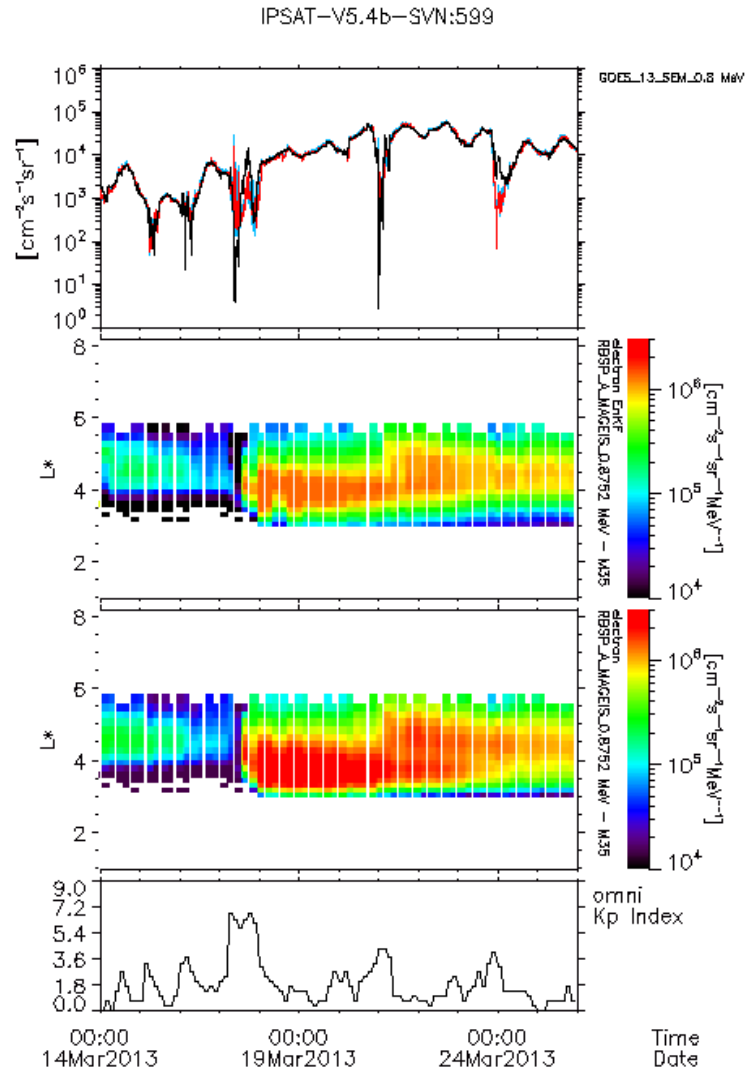 IPSAT-V5.4b-SVN:599
GOES_13_SEM_0.8 MeV
10⁶
10⁵
10⁴
10³
10²
10¹
10⁰
[cm⁻²s⁻¹sr⁻¹]
8
6
4
2
L*
electron EnKF
RBSP_A_MAGEIS_0.8752 MeV - M35
10⁶
10⁵
10⁴
[cm⁻²s⁻¹sr⁻¹MeV⁻¹]
8
6
4
2
L*
electron
RBSP_A_MAGEIS_0.8752 MeV - M35
10⁶
10⁵
10⁴
[cm⁻²s⁻¹sr⁻¹MeV⁻¹]
9.0
7.2
5.4
3.6
1.8
0.0
omni
Kp Index
00:00 00:00 00:00 Time
14Mar2013 19Mar2013 24Mar2013 Date